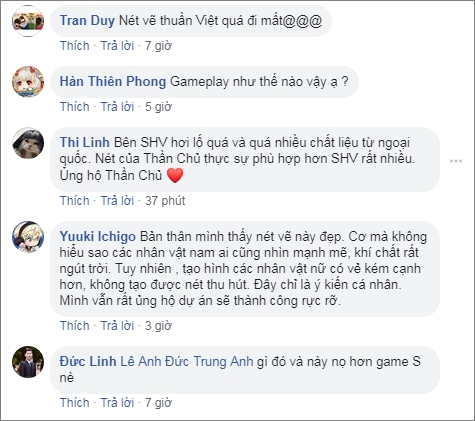 Tran Duy Nét vẽ thuần Việt quá đi mất@@@
Thích · Trả lời · 7 giờ
Hàn Thiên Phong Gameplay như thế nào vậy ạ ?
Thích · Trả lời · 5 giờ
Thi Linh Bên SHV hơi lố quá và quá nhiều chất liệu từ ngoại
quốc. Nét của Thần Chủ thực sự phù hợp hơn SHV rất nhiều.
Ủng hộ Thần Chủ ❤️
Thích · Trả lời · 37 phút
Yuuki Ichigo Bản thân mình thấy nét vẽ này đẹp. Cơ mà không
hiểu sao các nhân vật nam ai cũng nhìn mạnh mẽ, khí chất rất
ngút trời. Tuy nhiên , tạo hình các nhân vật nữ có vẻ kém cạnh
hơn, không tạo được nét thu hút. Đây chỉ là ý kiến cá nhân.
Mình vẫn rất ủng hộ dự án sẽ thành công rực rỡ.
Thích · Trả lời · 3 giờ
Đức Linh Lê Anh Đức Trung Anh gì đó và này nọ hơn game S
nè
Thích · Trả lời · 7 giờ